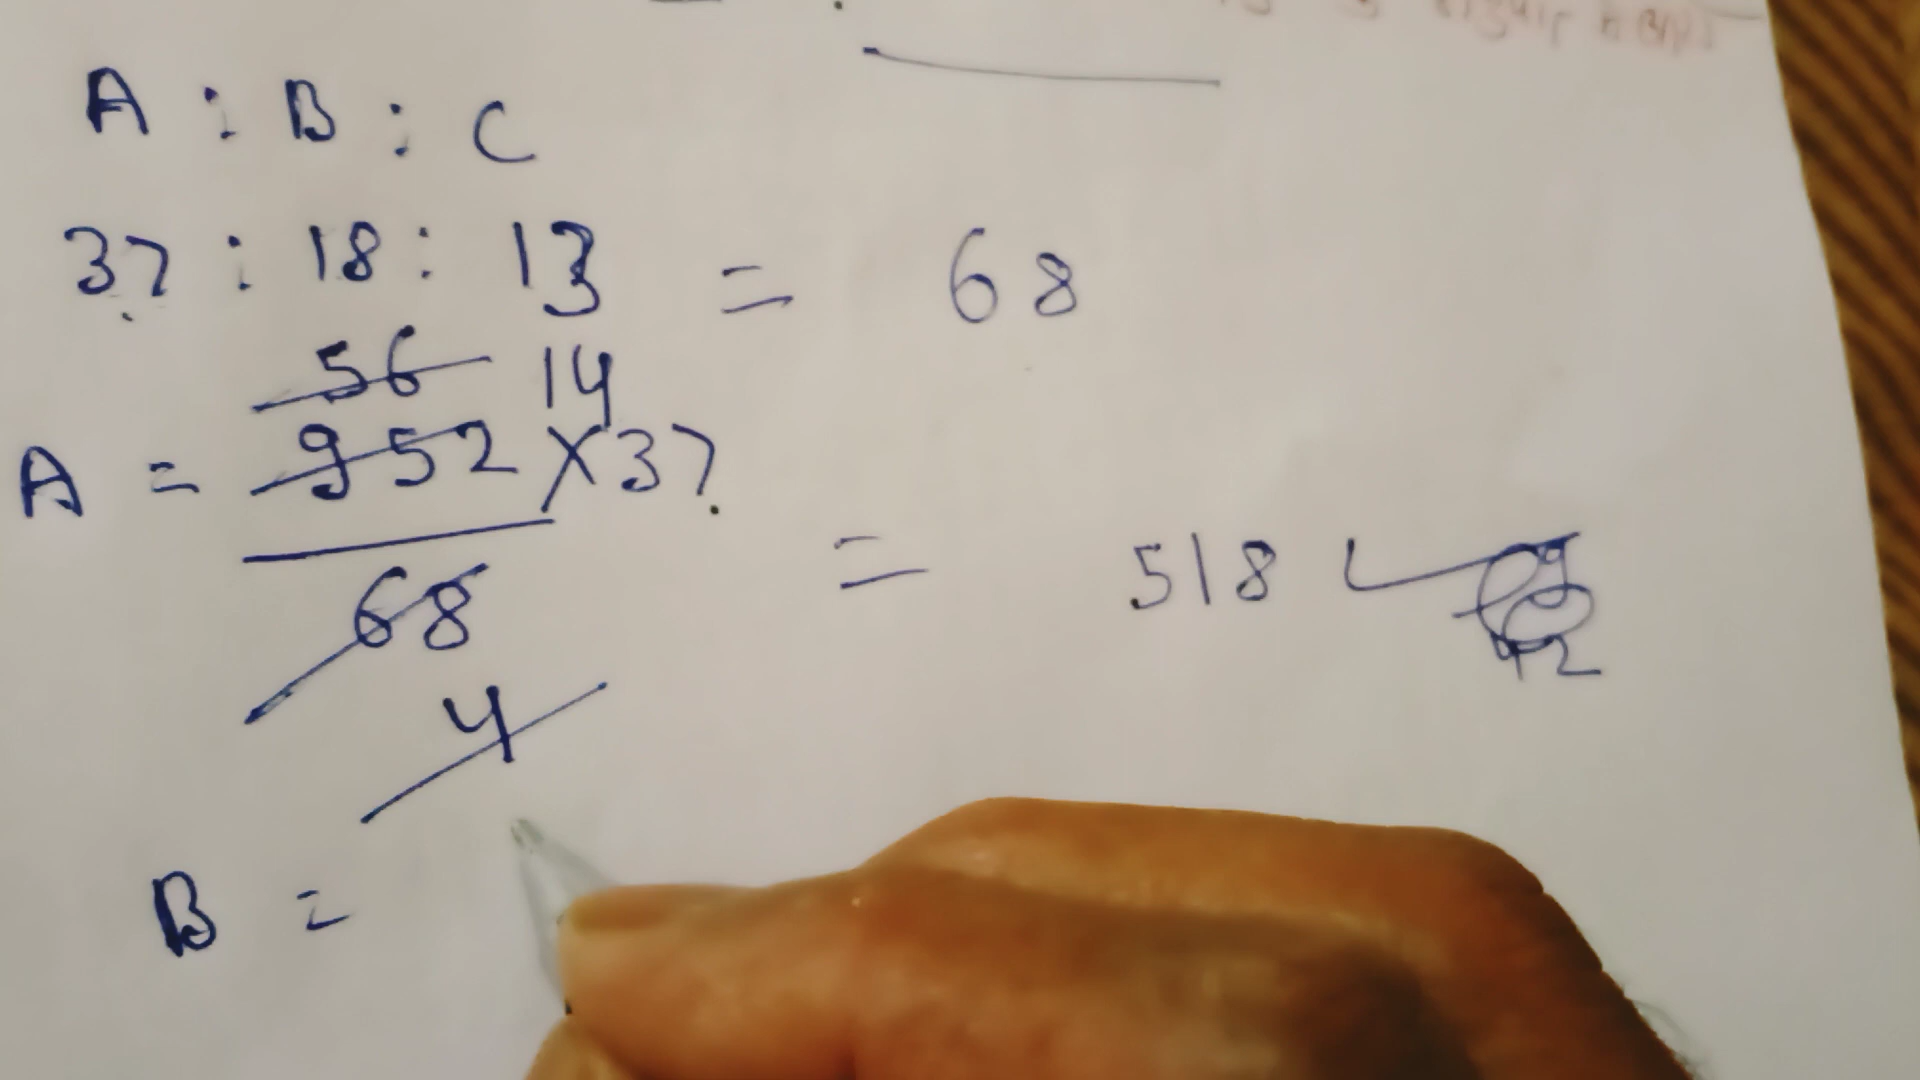 A : B : C
37 : 18 : 13 = 68
56 14
A = 952 X 37
68
= 518
4
B =